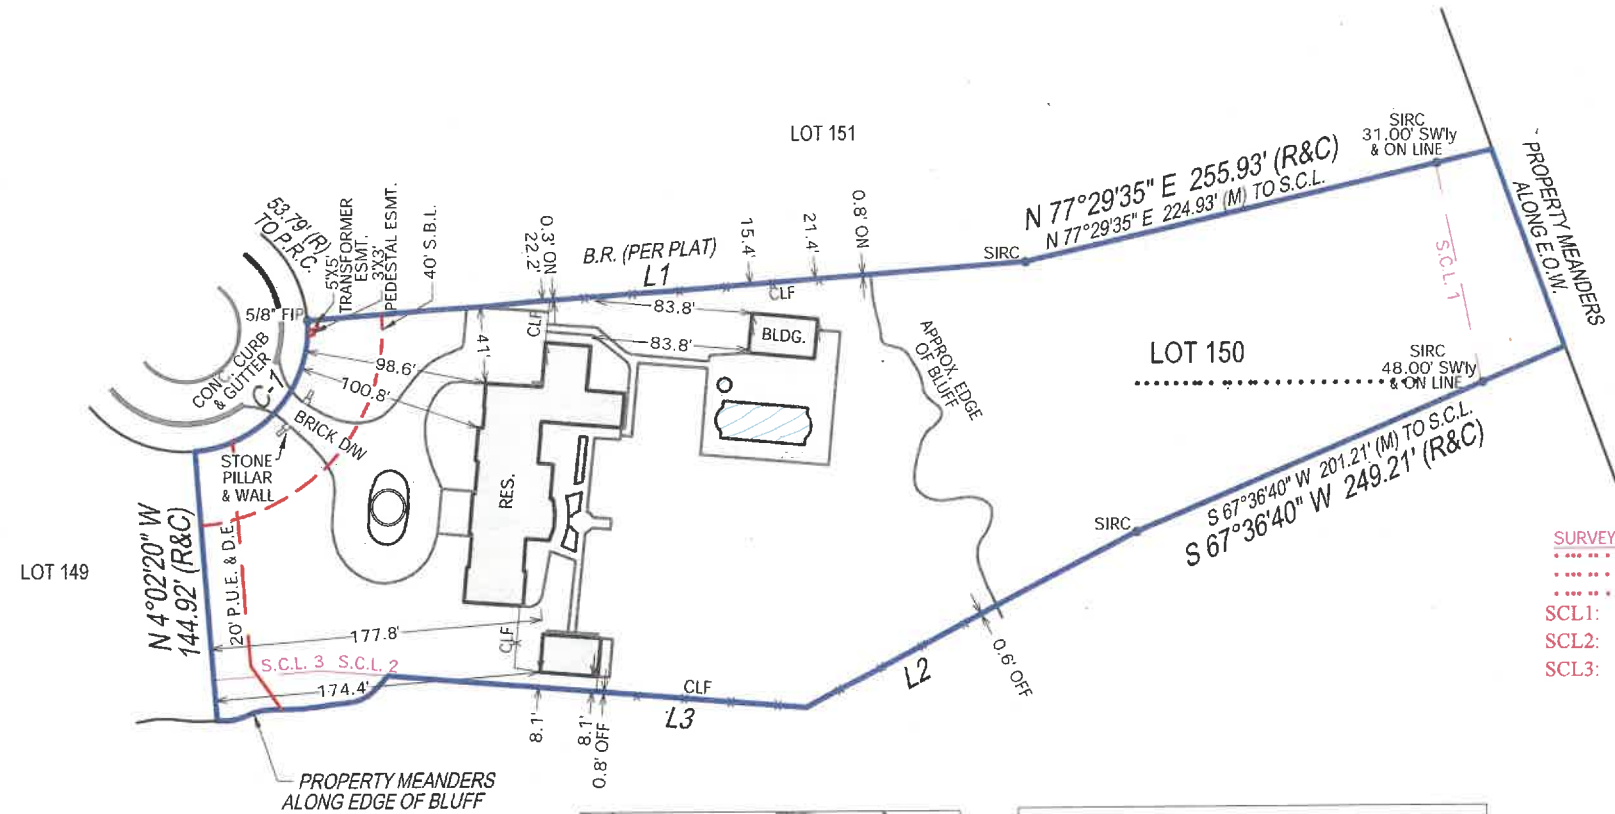 LOT 151
SIRC
31.00' SW'ly
& ON LINE
N 77°29'35" E 255.93' (R&C)
N 77°29'35" E 224.93' (M) TO S.C.L.
PROPERTY MEANDERS
ALONG E.O.W.
53.79' (R)
TO P.R.C.
5'X5'
TRANSFORMER
ESMT.
3'X3'
PEDESTAL ESMT.
40' S.B.L.
0.3' ON
22.2'
B.R. (PER PLAT)
L1
15.4'
21.4'
0.8' ON
SIRC
S.C.L. 1
5/8" FIP
CLF
83.8'
CLF
BLDG.
83.8'
41'
98.6'
100.8'
CONC. CURB
& GUTTER
C-1
BRICK D/W
APPROX. EDGE
OF BLUFF
LOT 150
SIRC
48.00' SW'ly
& ON LINE
STONE
PILLAR
& WALL
RES.
SIRC
S 67°36'40" W 201.21' (M) TO S.C.L.
S 67°36'40" W 249.21' (R&C)
LOT 149
N 4°02'20" W
144.92' (R&C)
20' P.U.E. & D.E.
177.8'
CLF
S.C.L. 3 S.C.L. 2
174.4'
CLF
L3
L2
0.6' OFF
8.1'
8.1'
0.8' OFF
PROPERTY MEANDERS
ALONG EDGE OF BLUFF
SURVEY
SCL1:
SCL2:
SCL3: